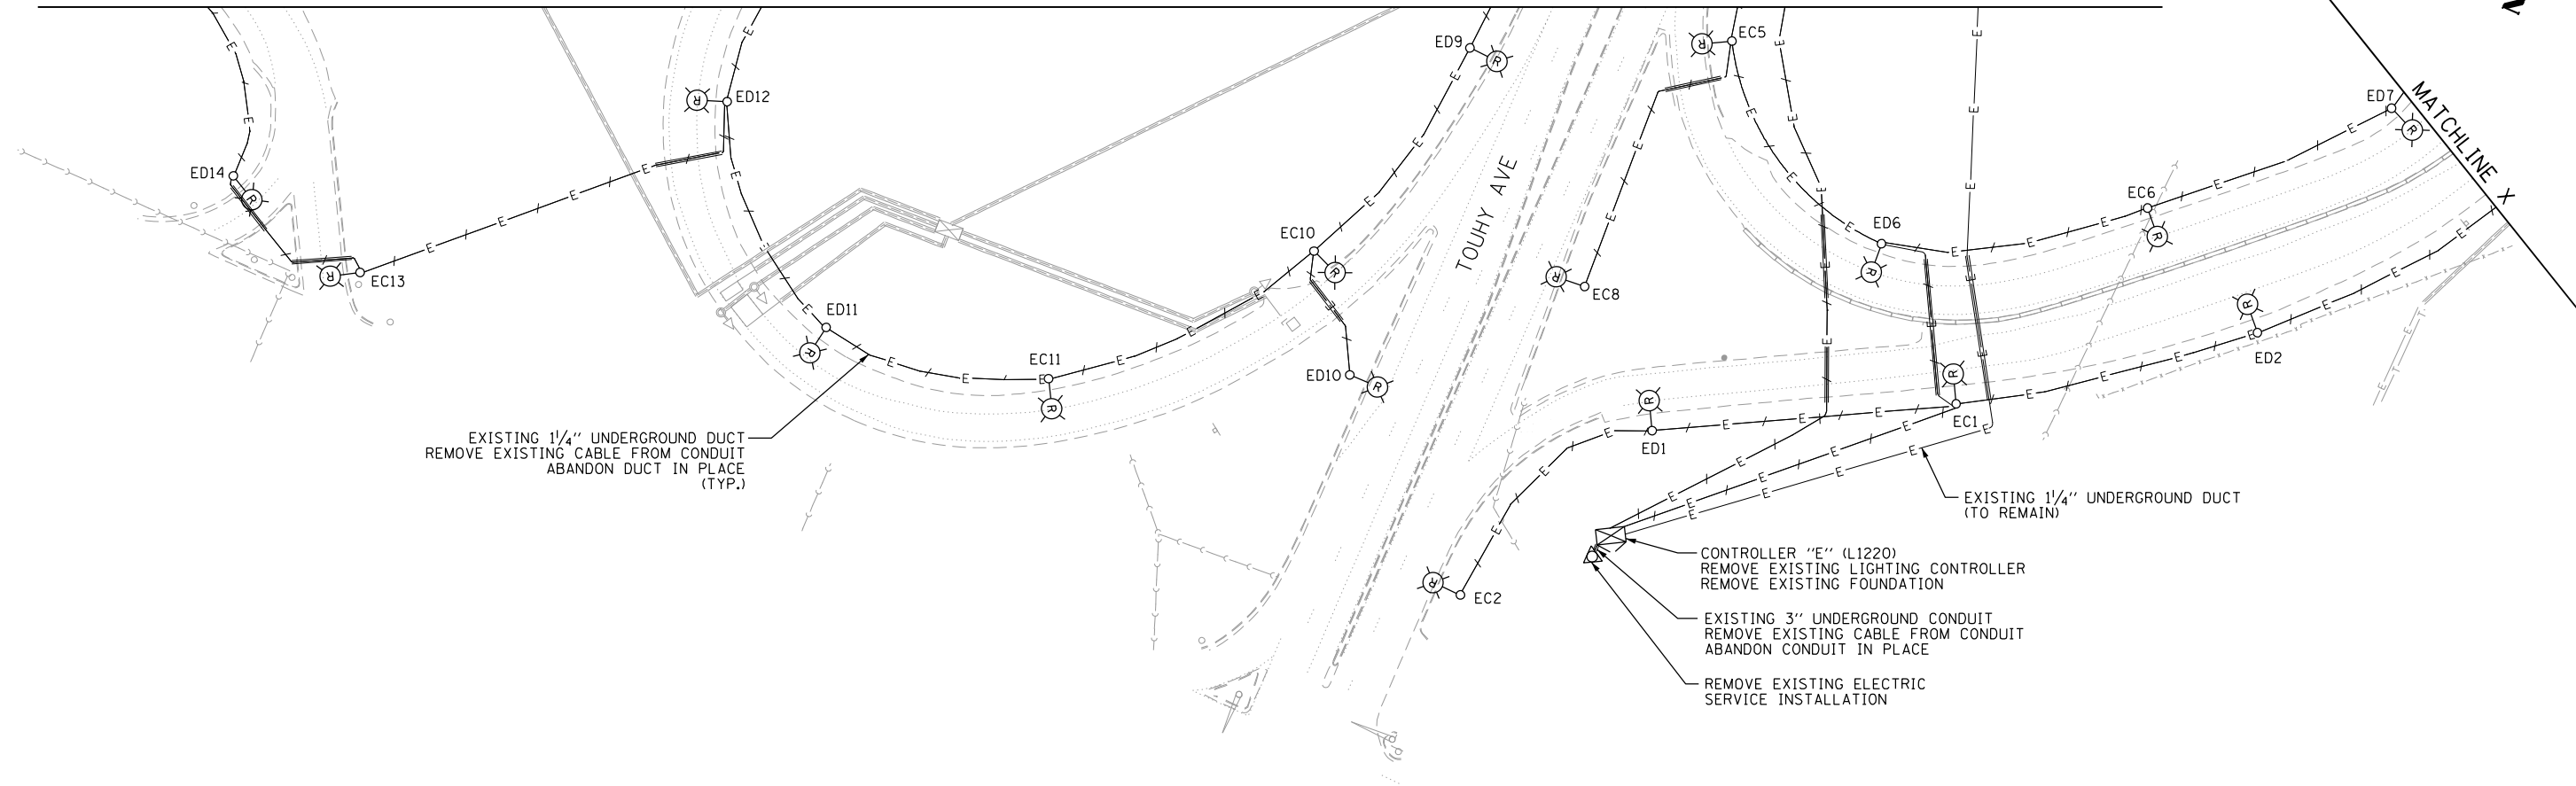 ED9
EC5
ED12
ED7
MATCHLINE X
ED14
TOUHY AVE
EC6
ED6
EC10
EC13
EC8
ED11
EC11
ED10
ED2
EC1
ED1
EXISTING 1¼" UNDERGROUND DUCT
REMOVE EXISTING CABLE FROM CONDUIT
ABANDON DUCT IN PLACE
(TYP.)
EXISTING 1¼" UNDERGROUND DUCT
(TO REMAIN)
CONTROLLER "E" (L1220)
REMOVE EXISTING LIGHTING CONTROLLER
REMOVE EXISTING FOUNDATION
EC2
EXISTING 3" UNDERGROUND CONDUIT
REMOVE EXISTING CABLE FROM CONDUIT
ABANDON CONDUIT IN PLACE
REMOVE EXISTING ELECTRIC
SERVICE INSTALLATION